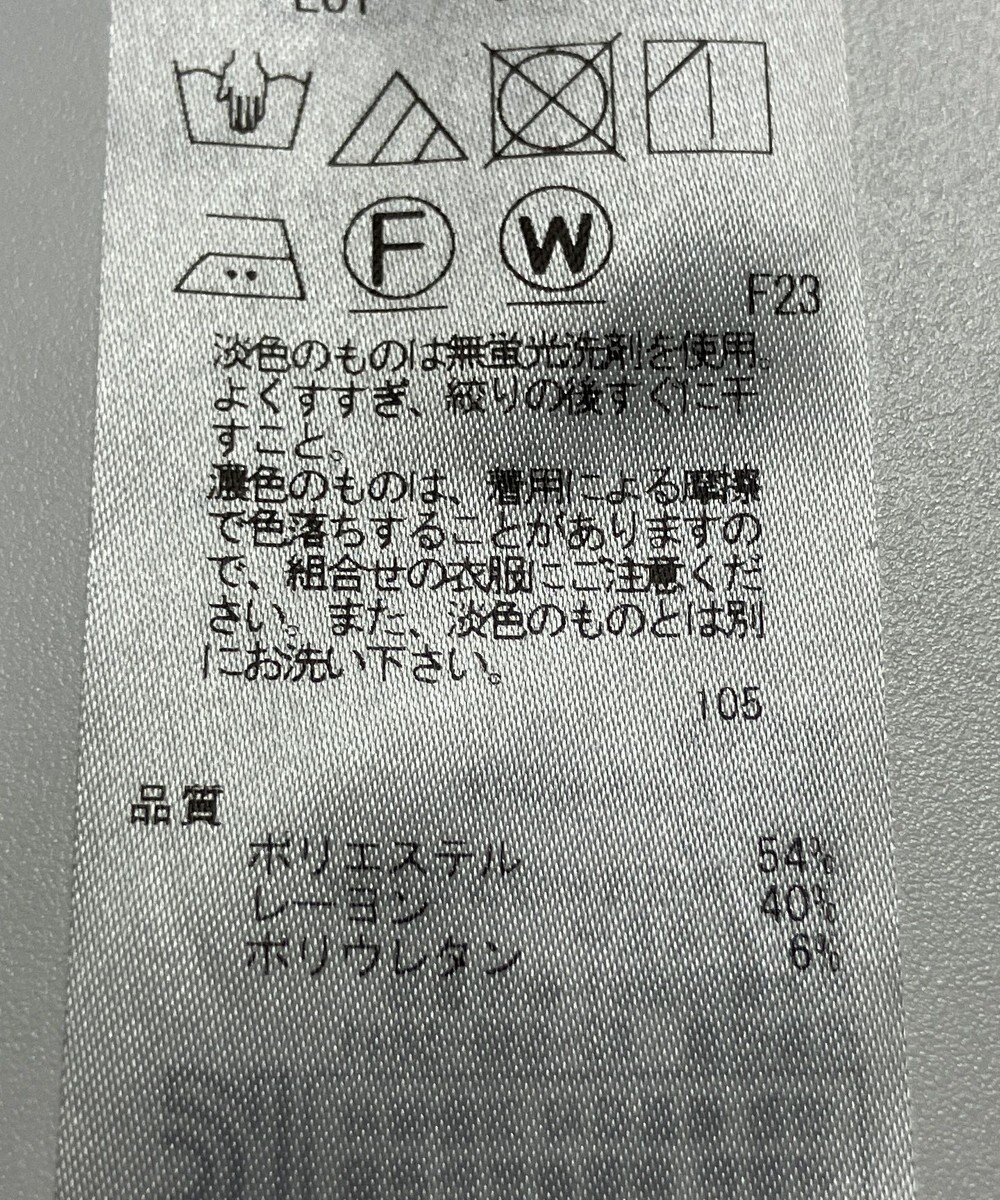 F
W
F23
淡色のものは無蛍光洗剤を使用。
よくすすぎ、絞りの後すぐに干
すこと。
濃色のものは、着用による摩擦
で色落ちすることがありますの
で、組合せの衣服にご注意くだ
さい。また、淡色のものとは別
にお洗い下さい。
105
品質
ポリエステル 54%
レーヨン 40%
ポリウレタン 6%